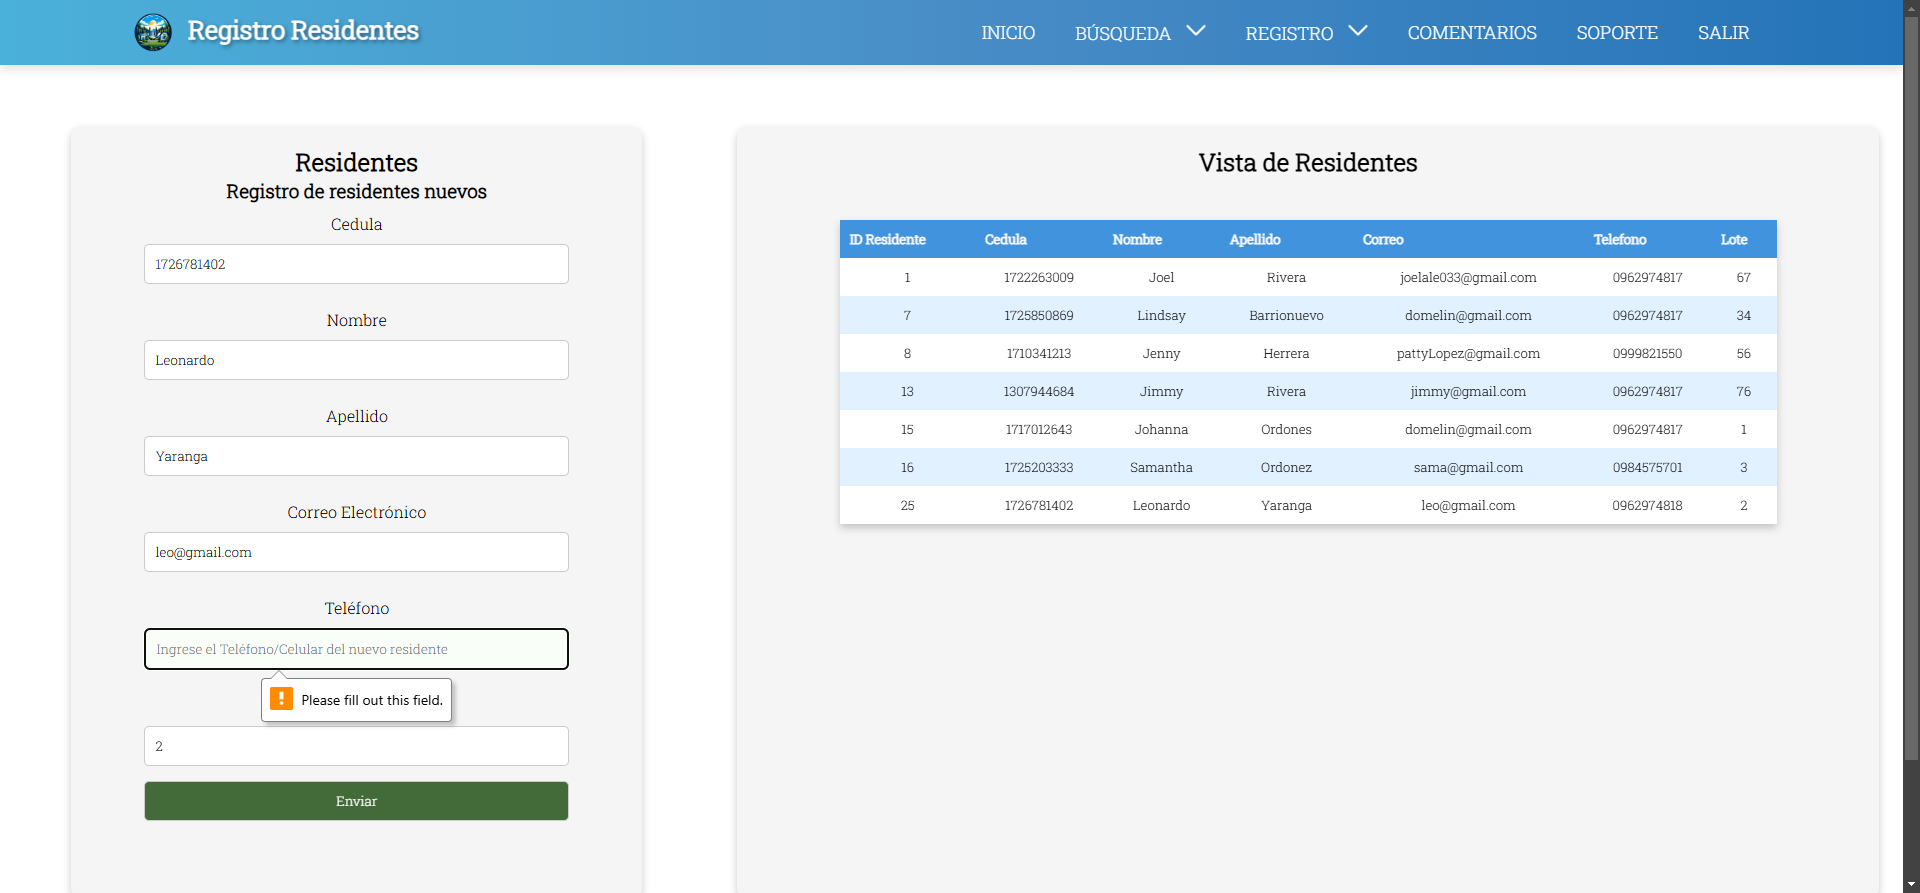 Registro Residentes
INICIO BÚSQUEDA REGISTRO COMENTARIOS SOPORTE SALIR
Residentes
Registro de residentes nuevos
Cedula
1726781402
Nombre
Leonardo
Apellido
Yaranga
Correo Electrónico
leo@gmail.com
Teléfono
Ingrese el Teléfono/Celular del nuevo residente
Please fill out this field.
2
Enviar
Vista de Residentes
ID Residente Cedula Nombre Apellido Correo Telefono Lote
1 1722263009 Joel Rivera joelale033@gmail.com 0962974817 67
7 1725850869 Lindsay Barrionuevo domelin@gmail.com 0962974817 34
8 1710341213 Jenny Herrera pattyLopez@gmail.com 0999821550 56
13 1307944684 Jimmy Rivera jimmy@gmail.com 0962974817 76
15 1717012643 Johanna Ordones domelin@gmail.com 0962974817 1
16 1725203333 Samantha Ordonez sama@gmail.com 0984575701 3
25 1726781402 Leonardo Yaranga leo@gmail.com 0962974818 2